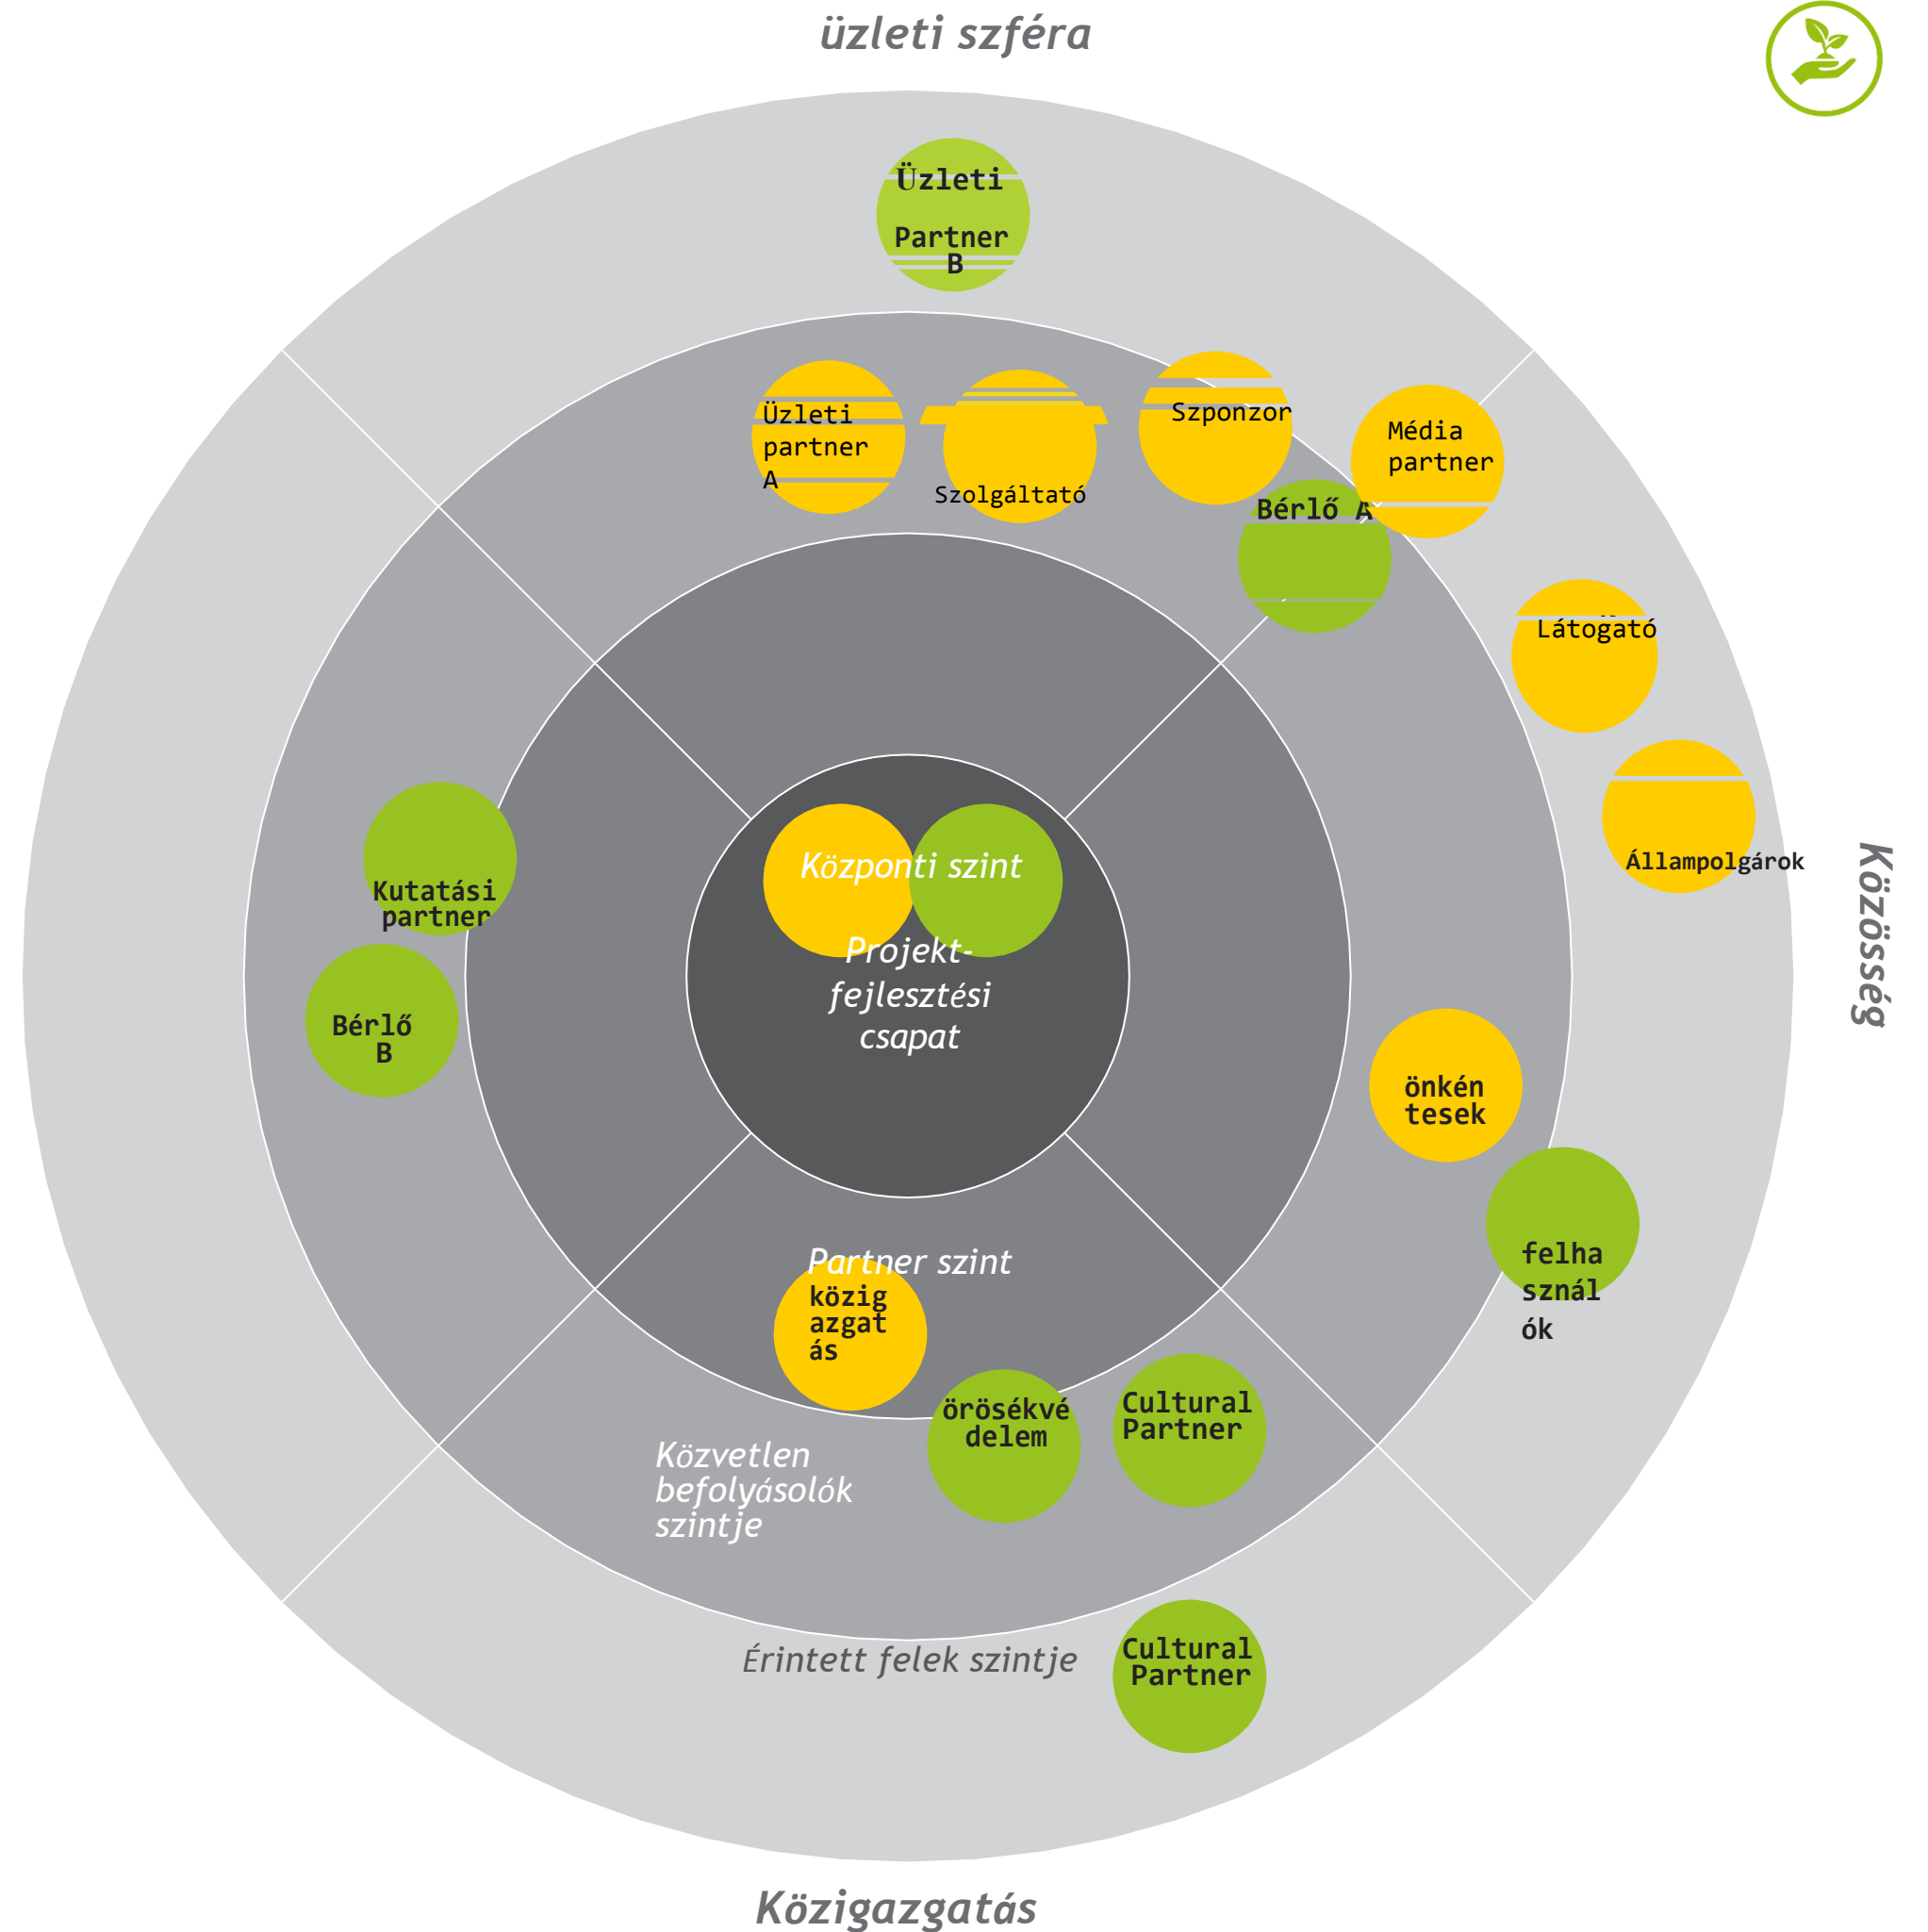 üzleti szféra
Üzleti
Partner
B
Üzleti
partner
A
Szolgáltató
Szponzor
Média
partner
Bérlő A
Látogató
Állampolgárok
Közösség
Kutatási
partner
Bérlő
B
Központi szint
Projekt-
fejlesztési
csapat
önkén
tesek
felha
sznál
ók
Partner szint
közig
azgat
ás
örösékvé
delem
Cultural
Partner
Közvetlen
befolyásolók
szintje
Érintett felek szintje
Cultural
Partner
Közigazgatás